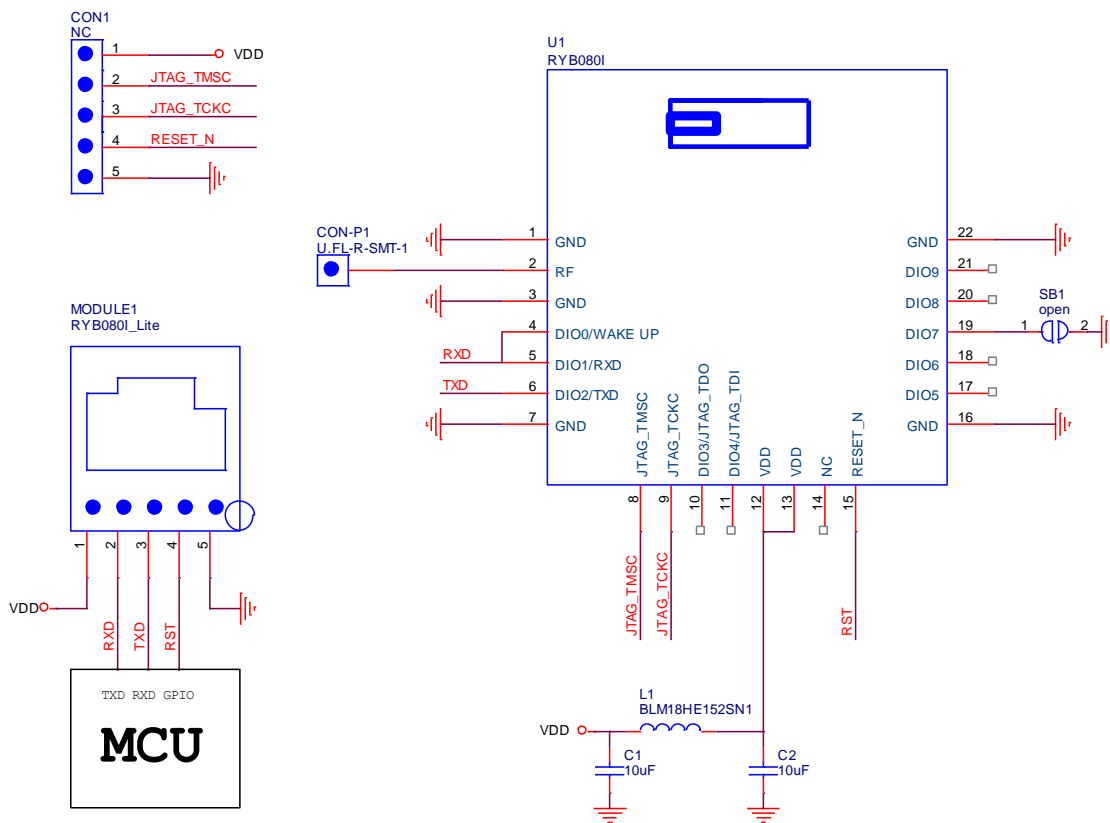 CON1
NC
1
VDD
2
JTAG_TMSC
3
JTAG_TCKC
4
RESET_N
5
U1
RYB080I
CON-P1
U.FL-R-SMT-1
1
GND
2
RF
3
GND
4
DIO0/WAKE UP
RXD
5
DIO1/RXD
TXD
6
DIO2/TXD
7
GND
22
GND
21
DIO9
20
DIO8
19
DIO7
SB1
open
1
2
18
DIO6
17
DIO5
16
GND
JTAG_TMSC
JTAG_TCKC
DIO3/JTAG_TDO
DIO4/JTAG_TDI
VDD
VDD
NC
RESET_N
8
9
10
11
12
13
14
15
JTAG_TMSC
JTAG_TCKC
RST
MODULE1
RYB080I_Lite
1
2
3
4
5
VDD
RXD
TXD
RST
TXD RXD GPIO
MCU
L1
BLM18HE152SN1
VDD
C1
10uF
C2
10uF